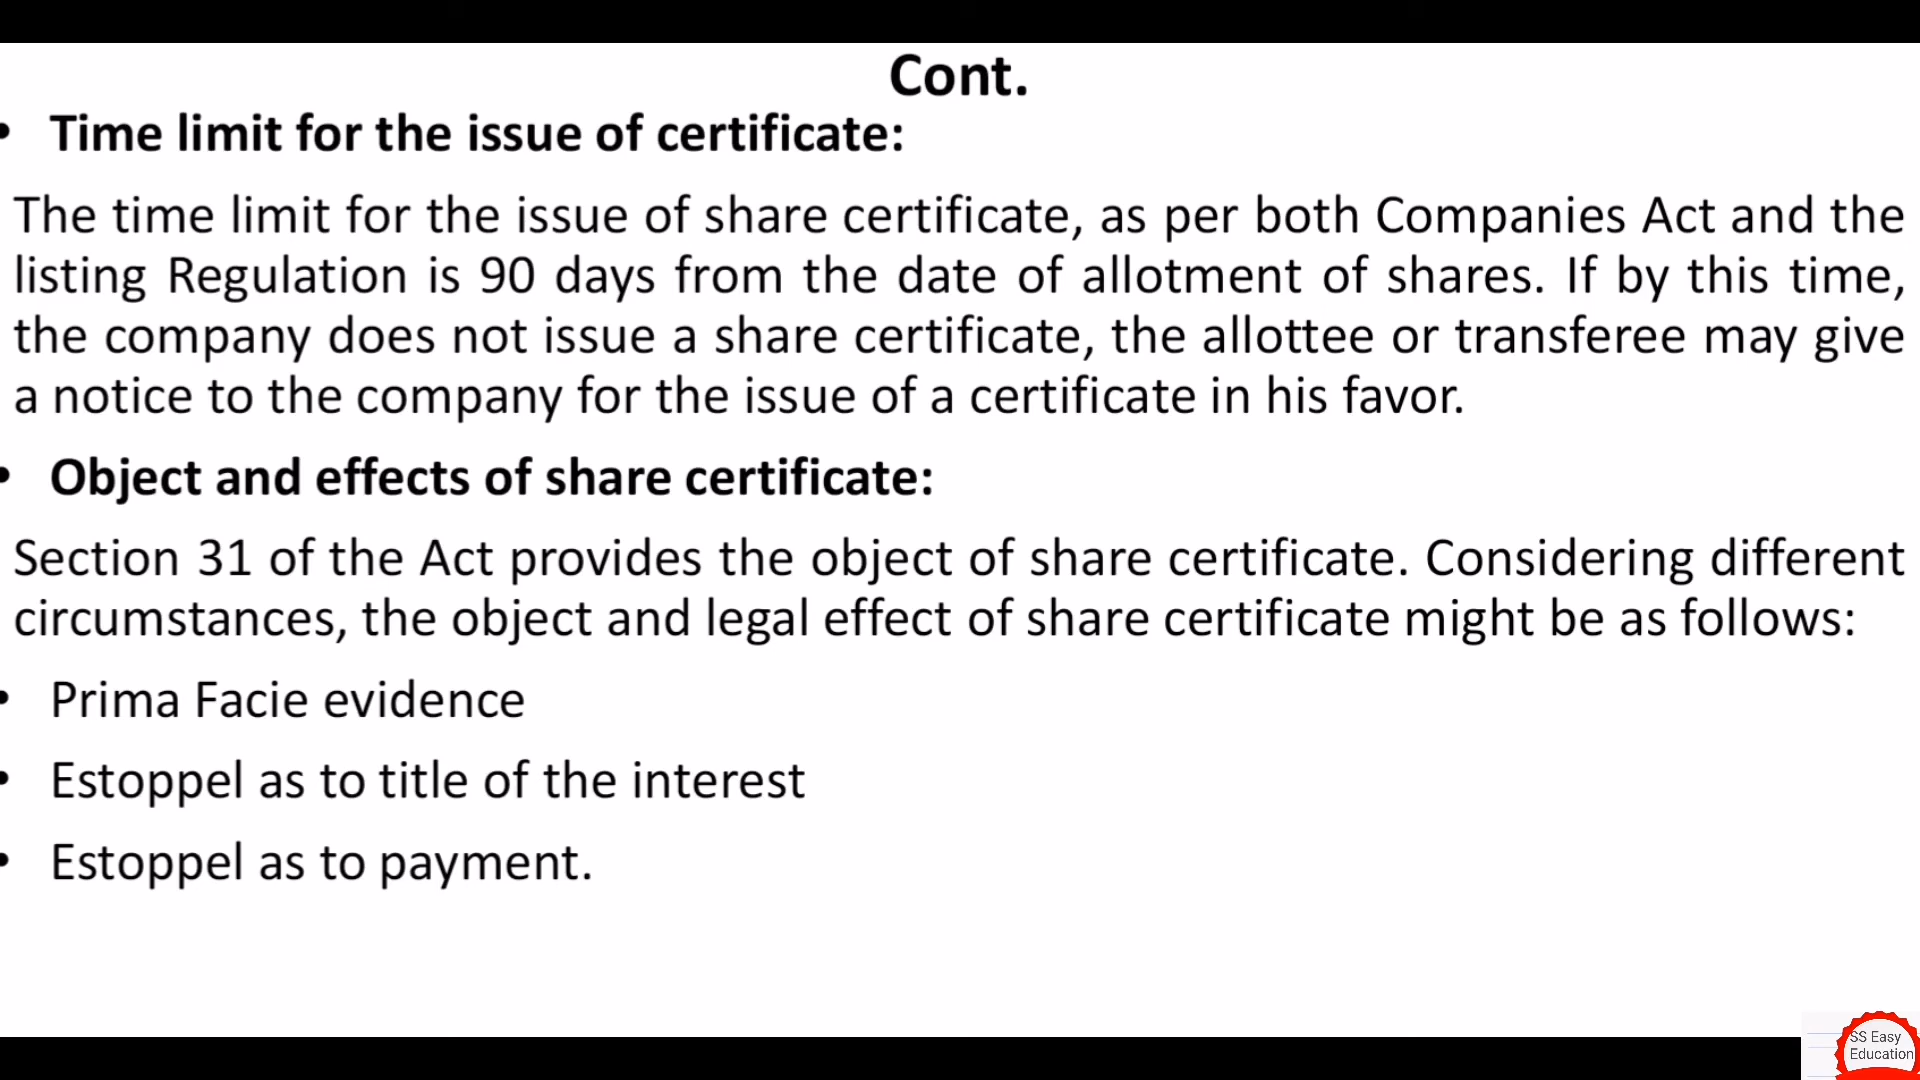 Cont.
• Time limit for the issue of certificate:
The time limit for the issue of share certificate, as per both Companies Act and the
listing Regulation is 90 days from the date of allotment of shares. If by this time,
the company does not issue a share certificate, the allottee or transferee may give
a notice to the company for the issue of a certificate in his favor.
• Object and effects of share certificate:
Section 31 of the Act provides the object of share certificate. Considering different
circumstances, the object and legal effect of share certificate might be as follows:
• Prima Facie evidence
• Estoppel as to title of the interest
• Estoppel as to payment.
SS Easy
Education